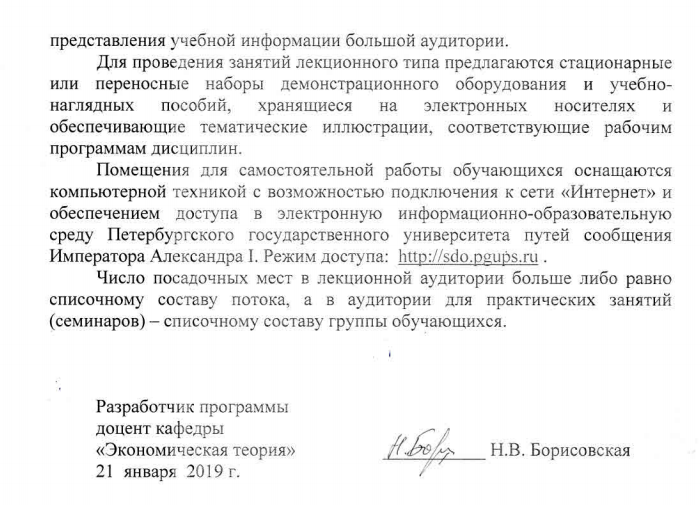 представления учебной информации большой аудитории.
Для проведения занятий лекционного типа предлагаются стационарные
или переносные наборы демонстрационного оборудования и учебно-
наглядных пособий, хранящиеся на электронных носителях и
обеспечивающие тематические иллюстрации, соответствующие рабочим
программам дисциплин.
Помещения для самостоятельной работы обучающихся оснащаются
компьютерной техникой с возможностью подключения к сети «Интернет» и
обеспечением доступа в электронную информационно-образовательную
среду Петербургского государственного университета путей сообщения
Императора Александра I. Режим доступа: http://sdo.pgups.ru .
Число посадочных мест в лекционной аудитории больше либо равно
списочному составу потока, а в аудитории для практических занятий
(семинаров) – списочному составу группы обучающихся.
Разработчик программы
доцент кафедры
«Экономическая теория» Н.В. Борисовская
21 января 2019 г.